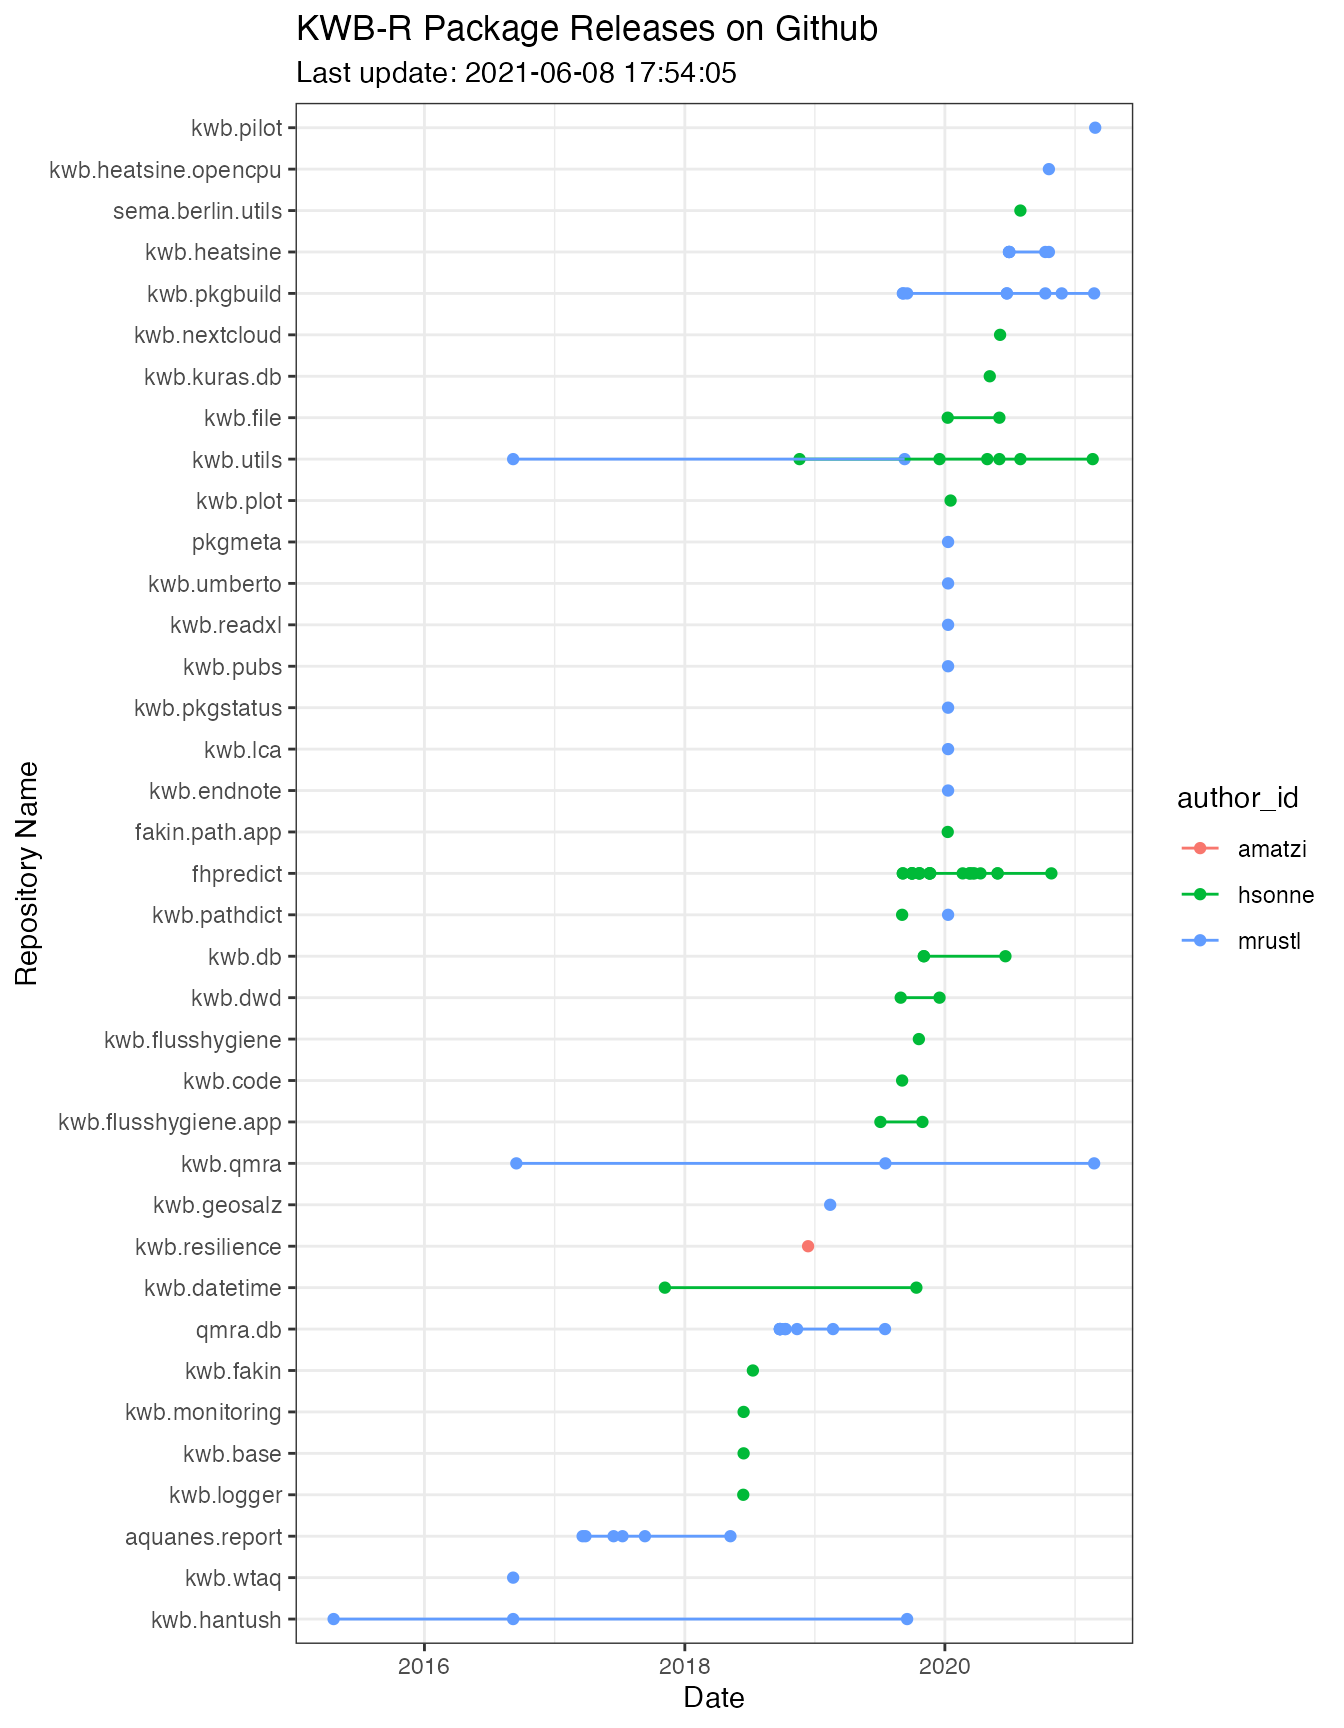 KWB-R Package Releases on Github
Last update: 2021-06-08 17:54:05
kwb.pilot
kwb.heatsine.opencpu
sema.berlin.utils
kwb.heatsine
kwb.pkgbuild
kwb.nextcloud
kwb.kuras.db
kwb.file
kwb.utils
kwb.plot
pkgmeta
kwb.umberto
kwb.readxl
kwb.pubs
kwb.pkgstatus
kwb.lca
kwb.endnote
fakin.path.app
fhpredict
kwb.pathdict
kwb.db
kwb.dwd
kwb.flusshygiene
kwb.code
kwb.flusshygiene.app
kwb.qmra
kwb.geosalz
kwb.resilience
kwb.datetime
qmra.db
kwb.fakin
kwb.monitoring
kwb.base
kwb.logger
aquanes.report
kwb.wtaq
kwb.hantush
Repository Name
2016 2018 2020
Date
author_id
amatzi
hsonne
mrustl